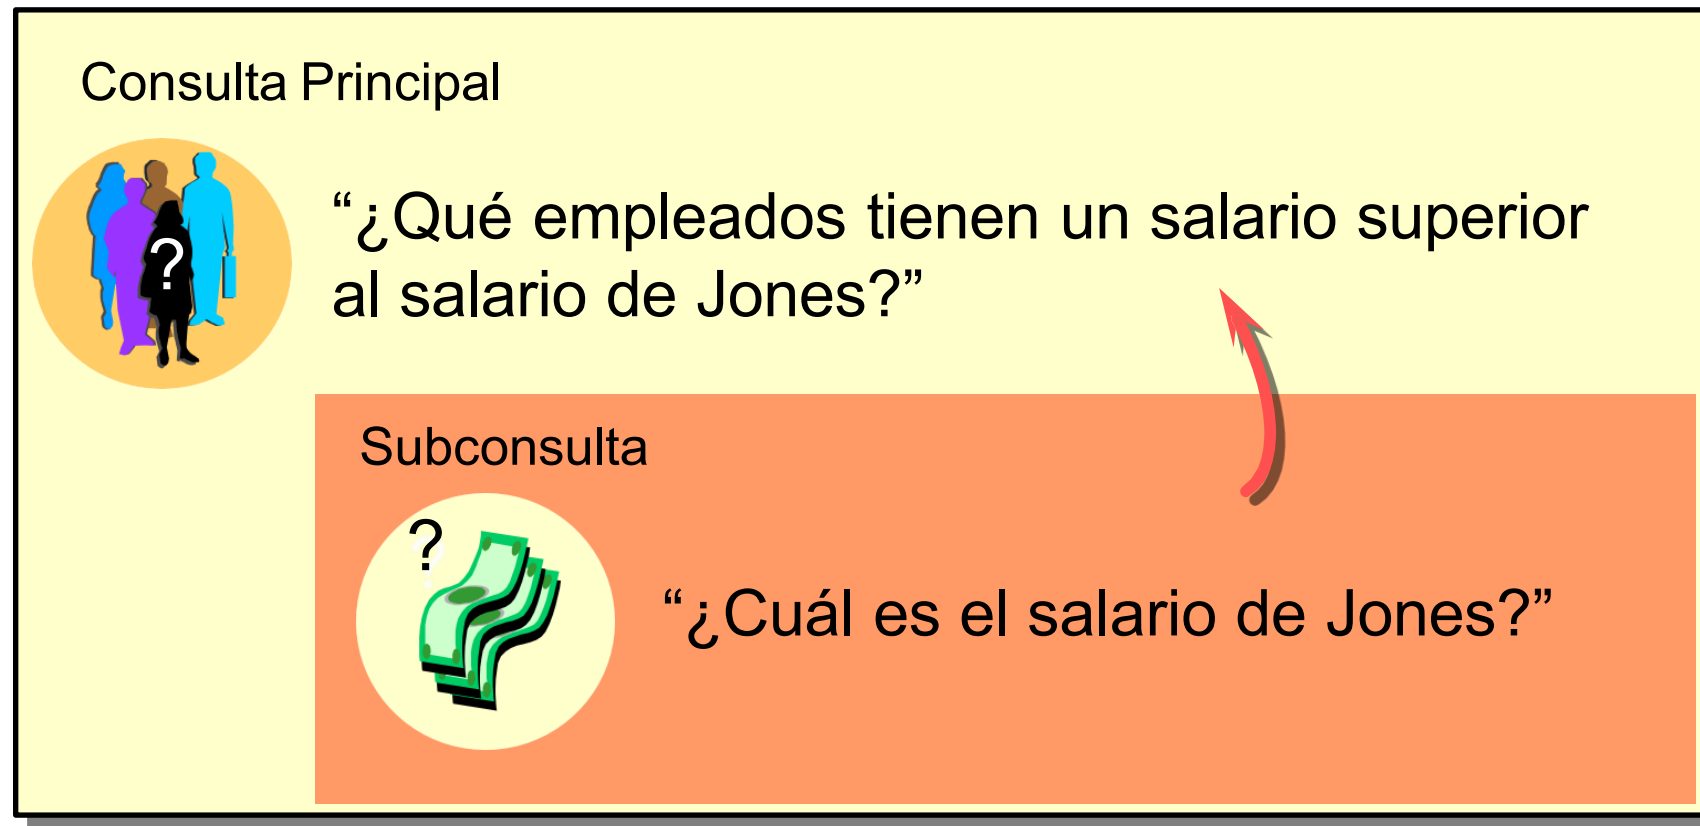 Consulta Principal
?
“¿Qué empleados tienen un salario superior
al salario de Jones?”
Subconsulta
?
“¿Cuál es el salario de Jones?”